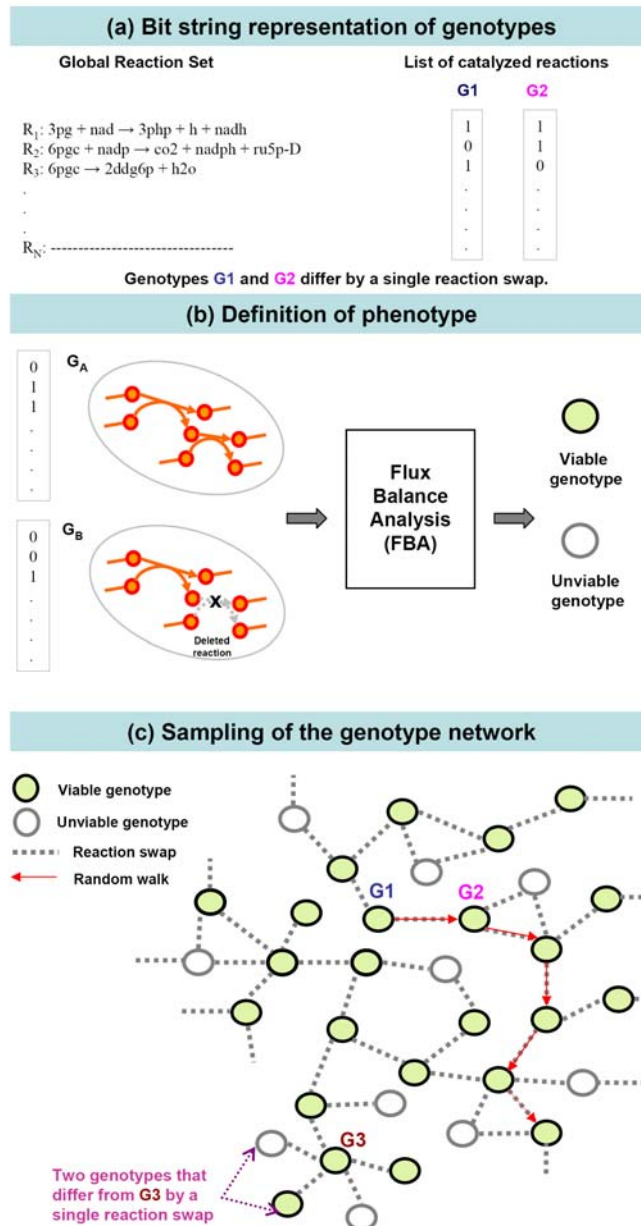 (a) Bit string representation of genotypes
Global Reaction Set
List of catalyzed reactions
G1 G2
R1: 3pg + nad → 3php + h + nadh
R2: 6pgc + nadp → co2 + nadph + ru5p-D
R3: 6pgc → 2ddg6p + h2o
.
.
.
RN: ---------------------------------
1 1
0 1
1 0
. .
. .
. .
. .
Genotypes G1 and G2 differ by a single reaction swap.
(b) Definition of phenotype
GA
0
1
1
.
.
.
.
.
GB
0
0
1
.
.
.
.
.
X
Deleted
reaction
Flux
Balance
Analysis
(FBA)
Viable
genotype
Unviable
genotype
(c) Sampling of the genotype network
Viable genotype
Unviable genotype
Reaction swap
Random walk
G1
G2
G3
Two genotypes that
differ from G3 by a
single reaction swap